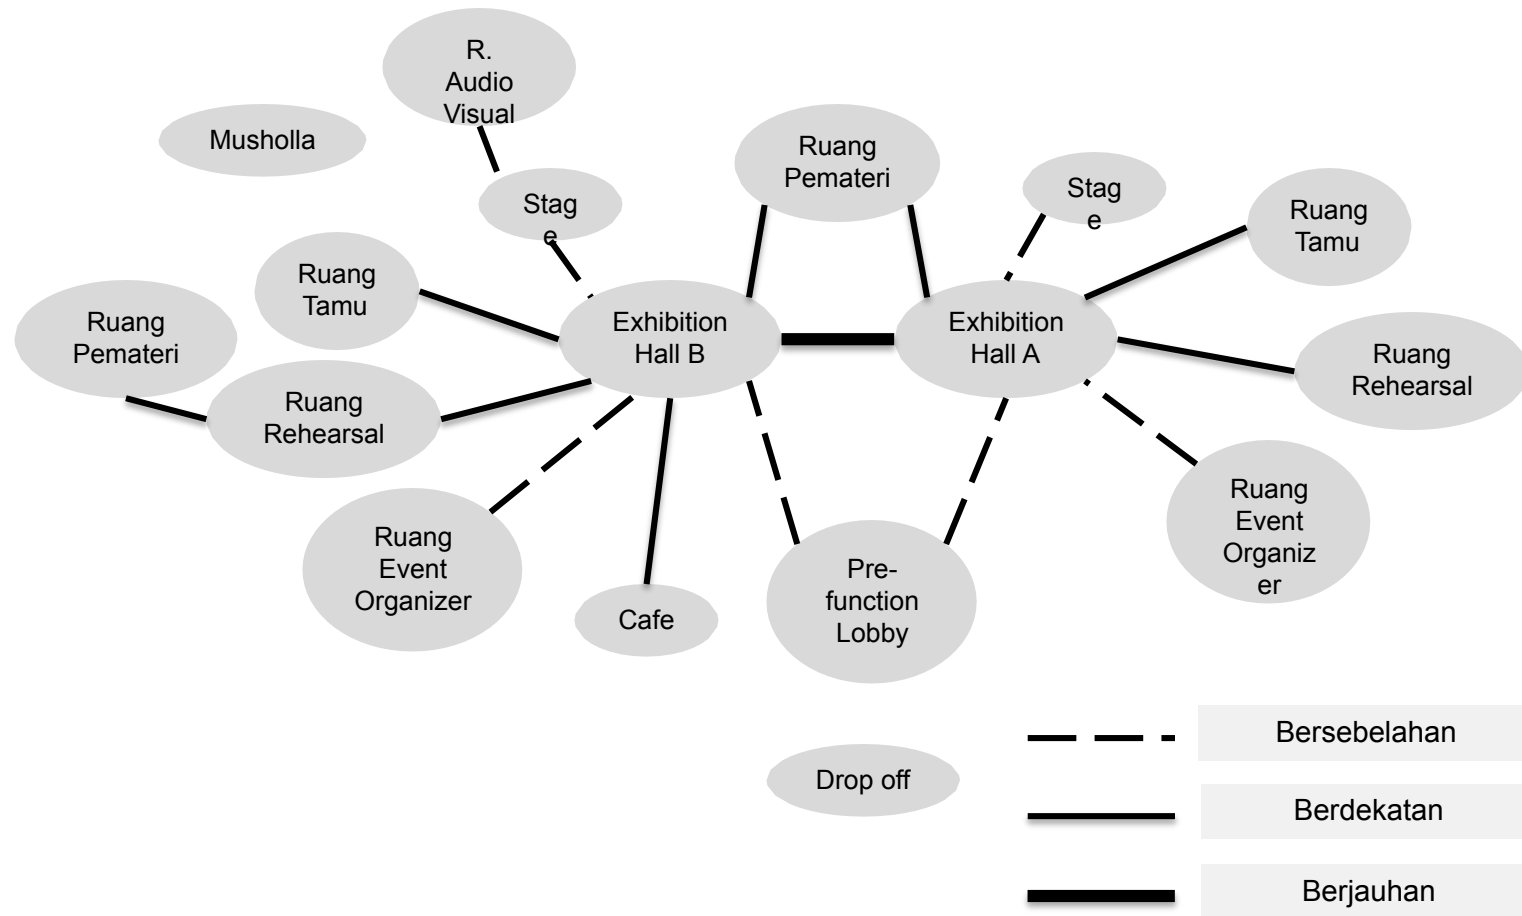 R.
Audio
Visual
Musholla
Ruang
Pemateri
Stag
e
Stag
e
Ruang
Tamu
Ruang
Tamu
Ruang
Pemateri
Exhibition
Hall B
Exhibition
Hall A
Ruang
Rehearsal
Ruang
Rehearsal
Ruang
Event
Organizer
Ruang
Event
Organiz
er
Cafe
Pre-
function
Lobby
Drop off
Bersebelahan
Berdekatan
Berjauhan